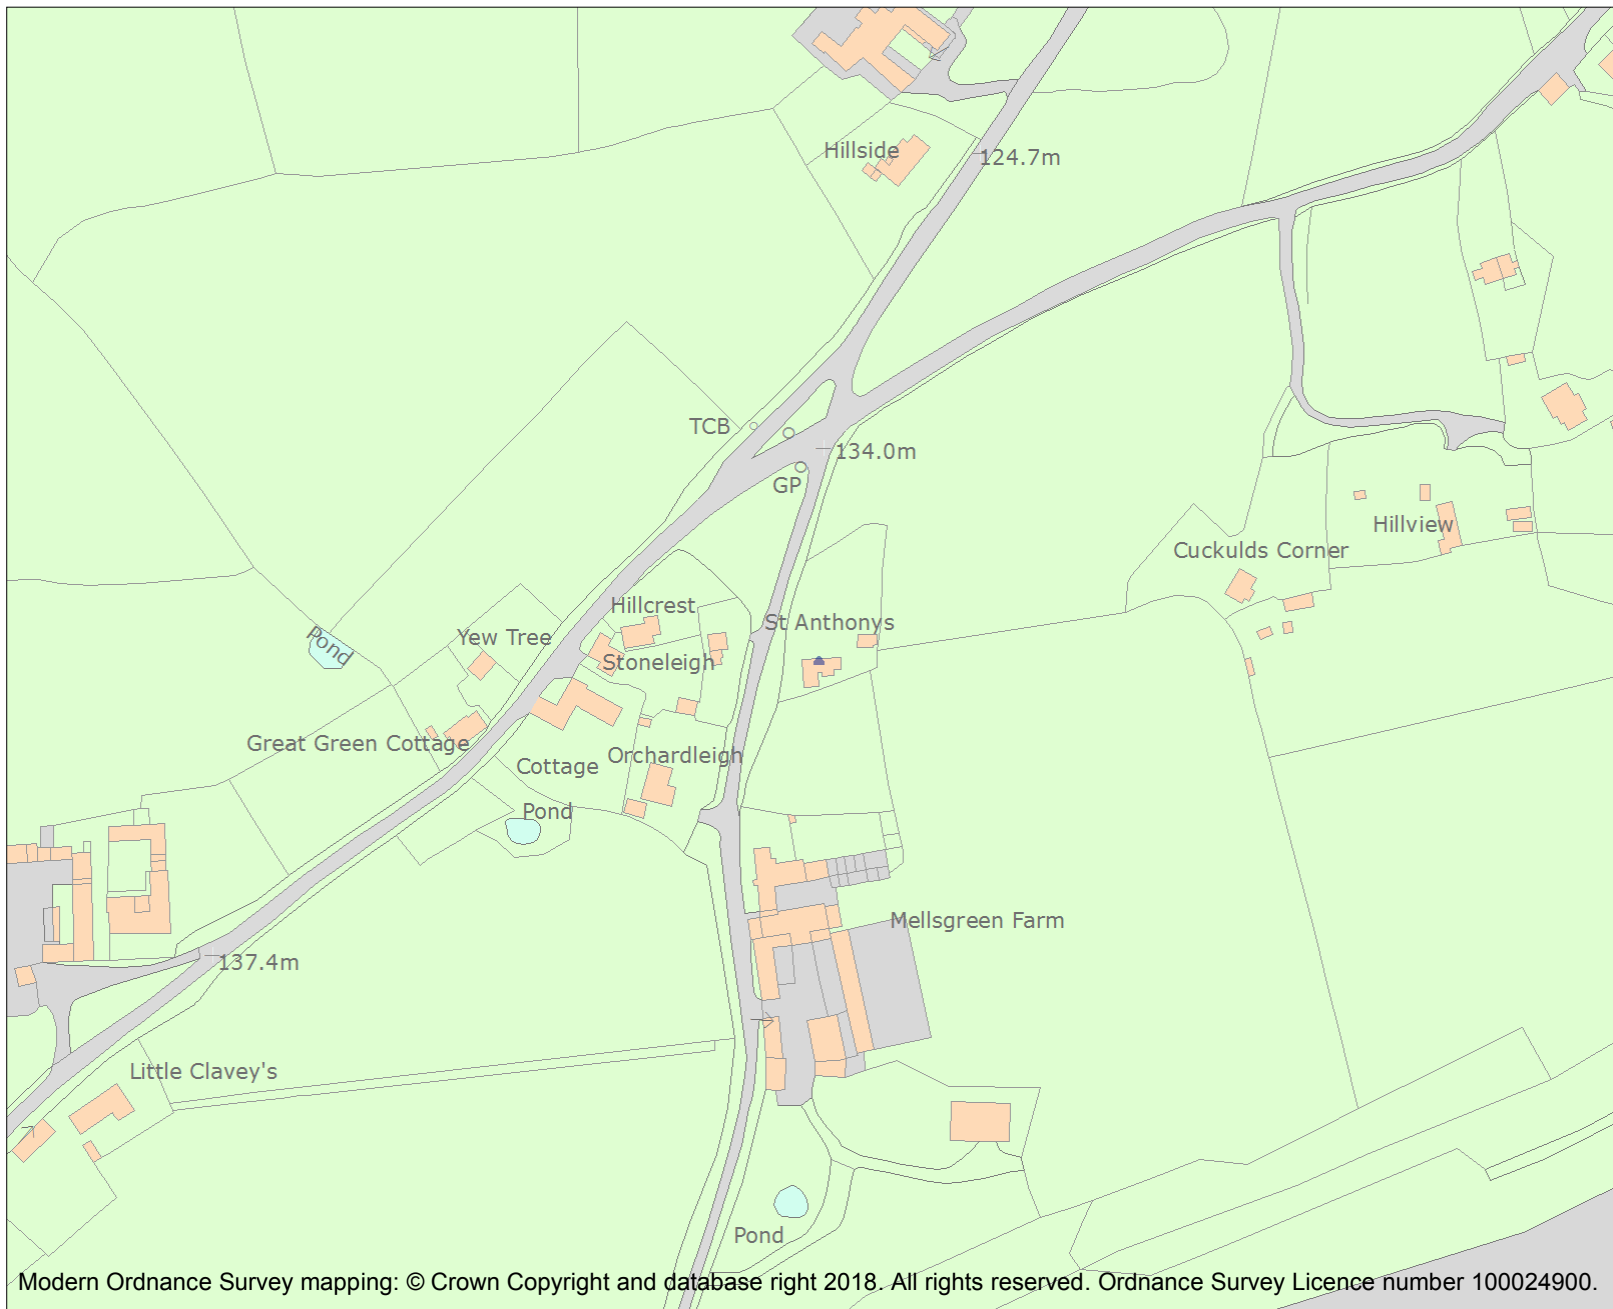 Hillside
124.7m
TCB
134.0m
GP
Hillview
Cuckulds Corner
Hillcrest
St Anthonys
Yew Tree
Pond
Stoneleigh
Great Green Cottage
Orchardleigh
Cottage
Pond
Mellsgreen Farm
137.4m
Little Clavey's
Pond
Modern Ordnance Survey mapping: © Crown Copyright and database right 2018. All rights reserved. Ordnance Survey Licence number 100024900.